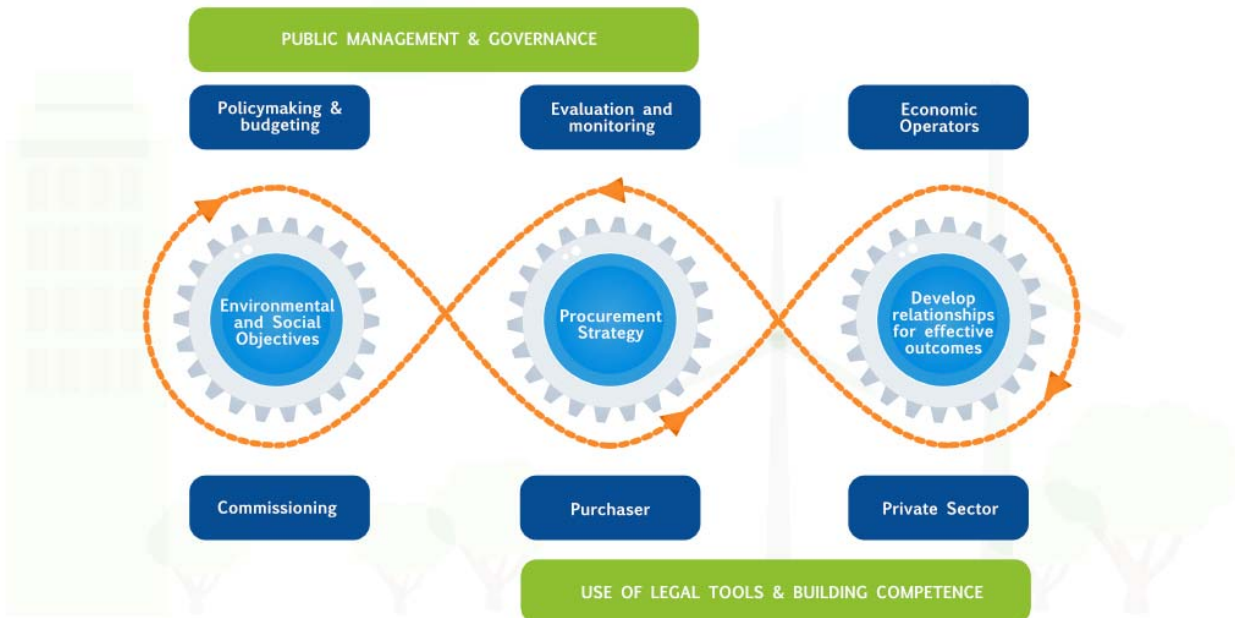 PUBLIC MANAGEMENT & GOVERNANCE
Policymaking &
budgeting
Evaluation and
monitoring
Economic
Operators
Environmental
and Social
Objectives
Procurement
Strategy
Develop
relationships
for effective
outcomes
Commissioning
Purchaser
Private Sector
USE OF LEGAL TOOLS & BUILDING COMPETENCE